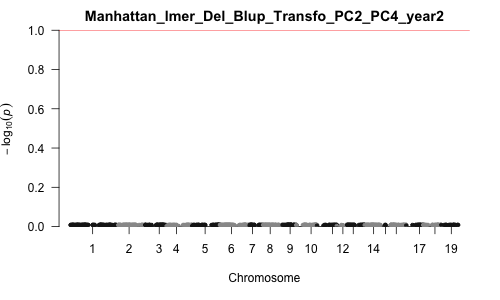 Manhattan_lmer_Del_Blup_Transfo_PC2_PC4_year2
− log10(p)
1.0
0.8
0.6
0.4
0.2
0.0
1 2 3 4 5 6 7 8 9 10 12 14 17 19
Chromosome